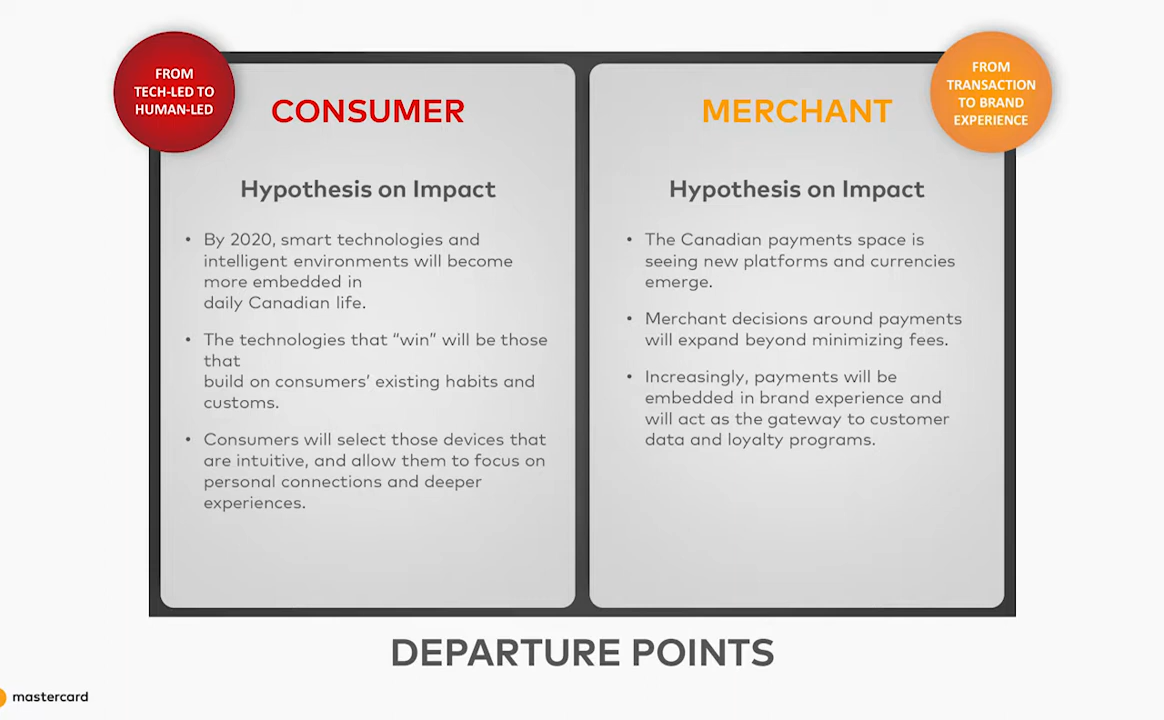 FROM
TECH-LED TO
HUMAN-LED
CONSUMER
Hypothesis on Impact
• By 2020, smart technologies and
intelligent environments will become
more embedded in
daily Canadian life.
• The technologies that “win” will be those
that
build on consumers’ existing habits and
customs.
• Consumers will select those devices that
are intuitive, and allow them to focus on
personal connections and deeper
experiences.
FROM
TRANSACTION
TO BRAND
EXPERIENCE
MERCHANT
Hypothesis on Impact
• The Canadian payments space is
seeing new platforms and currencies
emerge.
• Merchant decisions around payments
will expand beyond minimizing fees.
• Increasingly, payments will be
embedded in brand experience and
will act as the gateway to customer
data and loyalty programs.
DEPARTURE POINTS
mastercard